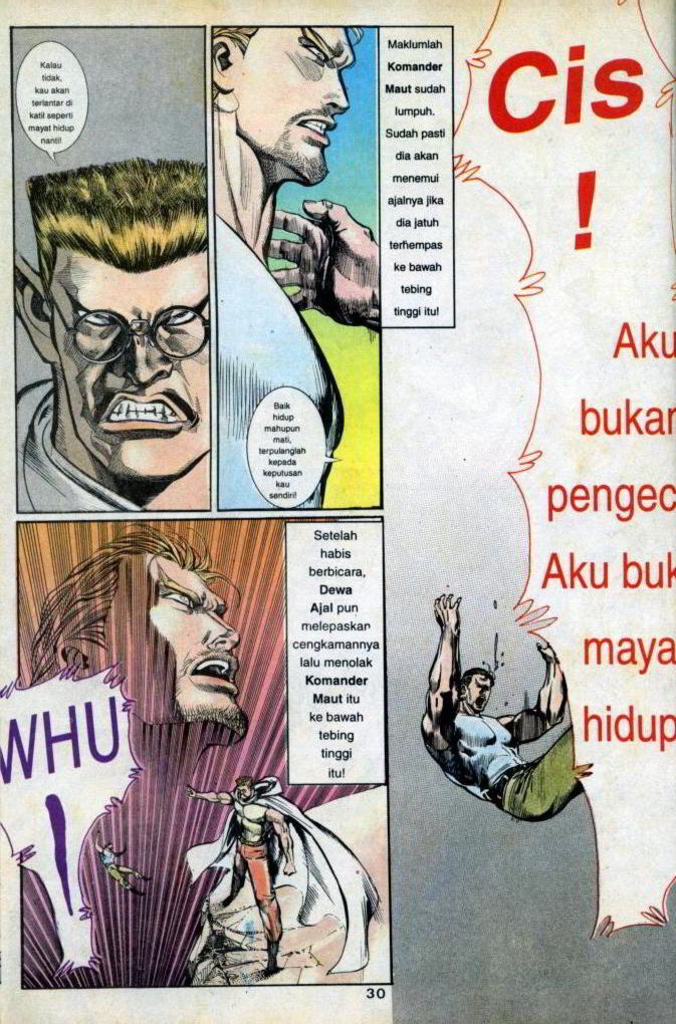 Kalau
tidak,
kau akan
terlantar di
katil seperti
mayat hidup
nanti!
Maklumlah
Komander
Maut sudah
lumpuh.
Sudah pasti
dia akan
menemui
ajalnya jika
dia jatuh
terhempas
ke bawah
tebing
tinggi itu!
Baik
hidup
mahupun
mati,
terpulanglah
kepada
keputusan
kau
sendiri!
Setelah
habis
berbicara,
Dewa
Ajal pun
melepaskan
cengkamannya
lalu menolak
Komander
Maut itu
ke bawah
tebing
tinggi
itu!
WHU
!
Cis
!
Aku
bukan
pengec
Aku buk
maya
hidup
30